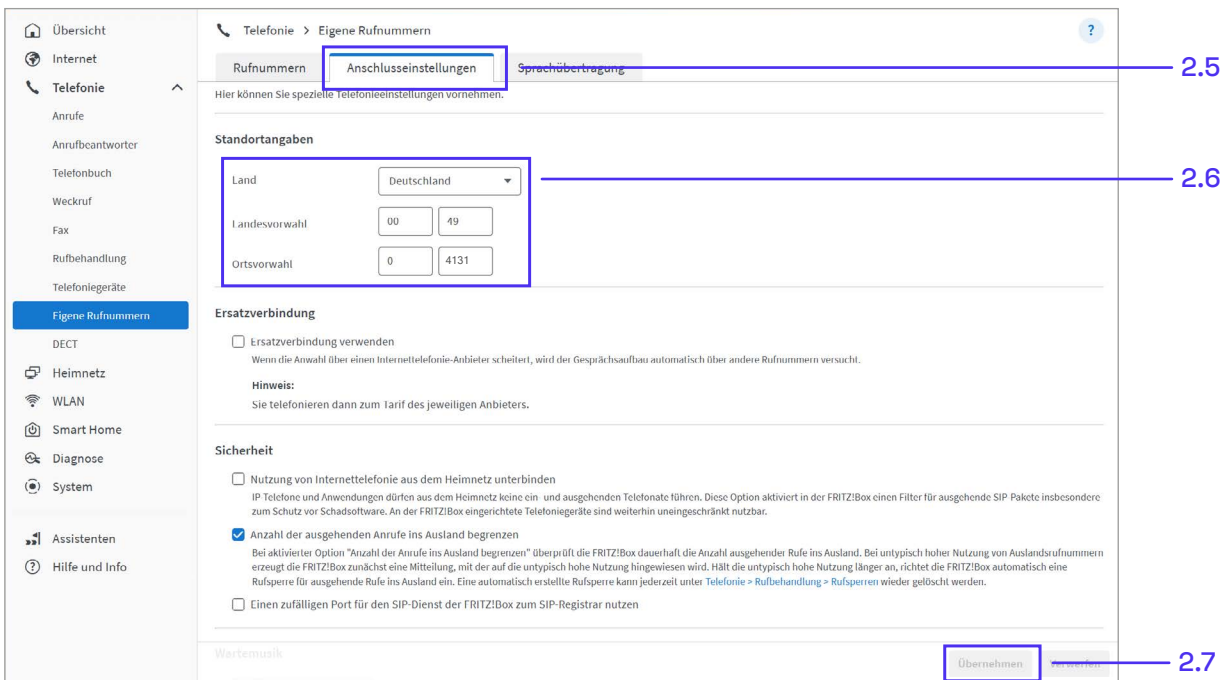 Übersicht
Internet
Telefonie
Anrufe
Anrufbeantworter
Telefonbuch
Weckruf
Fax
Rufbehandlung
Telefoniegeräte
Eigene Rufnummern
DECT
Heimnetz
WLAN
Smart Home
Diagnose
System
Assistenten
Hilfe und Info
Telefonie > Eigene Rufnummern
?
Rufnummern Anschlusseinstellungen Sprachübertragung
2.5
Hier können Sie spezielle Telefonieeinstellungen vornehmen.
Standortangaben
Land Deutschland
2.6
Landesvorwahl 00 49
Ortsvorwahl 0 4131
Ersatzverbindung
Ersatzverbindung verwenden
Wenn die Anwahl über einen Internettelefonie-Anbieter scheitert, wird der Gesprächsaufbau automatisch über andere Rufnummern versucht.
Hinweis:
Sie telefonieren dann zum Tarif des jeweiligen Anbieters.
Sicherheit
Nutzung von Internettelefonie aus dem Heimnetz unterbinden
IP-Telefone und Anwendungen dürfen aus dem Heimnetz keine ein- und ausgehenden Telefonate führen. Diese Option aktiviert in der FRITZ!Box einen Filter für ausgehende SIP-Pakete insbesondere
zum Schutz vor Schadsoftware. An der FRITZ!Box eingerichtete Telefoniegeräte sind weiterhin uneingeschränkt nutzbar.
Anzahl der ausgehenden Anrufe ins Ausland begrenzen
Bei aktivierter Option "Anzahl der Anrufe ins Ausland begrenzen" überprüft die FRITZ!Box dauerhaft die Anzahl ausgehender Rufe ins Ausland. Bei untypisch hoher Nutzung von Auslandsrufnummern
erzeugt die FRITZ!Box zunächst eine Mitteilung, mit der auf die untypisch hohe Nutzung hingewiesen wird. Hält die untypisch hohe Nutzung länger an, richtet die FRITZ!Box automatisch eine
Rufsperre für ausgehende Rufe ins Ausland ein. Eine automatisch erstellte Rufsperre kann jederzeit unter Telefonie > Rufbehandlung > Rufsperren wieder gelöscht werden.
Einen zufälligen Port für den SIP-Dienst der FRITZ!Box zum SIP-Registrar nutzen
Wartemusik
Übernehmen Verwerfen
2.7